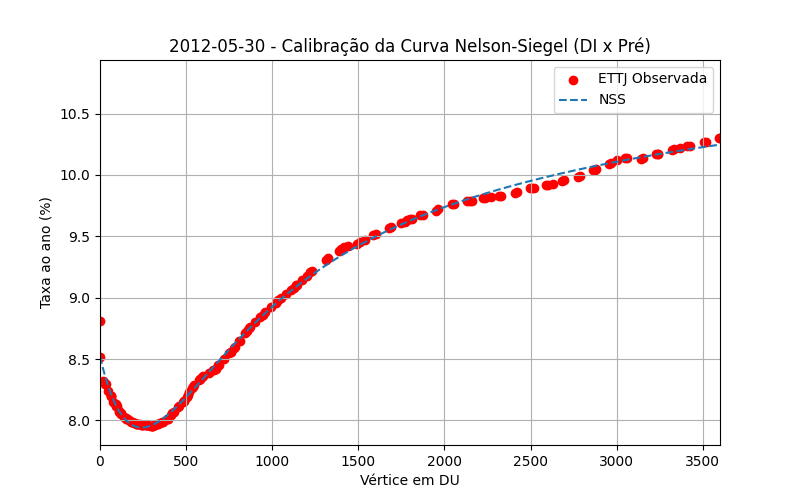 2012-05-30 - Calibração da Curva Nelson-Siegel (DI x Pré)
ETTJ Observada
NSS
Taxa ao ano (%)
10.5
10.0
9.5
9.0
8.5
8.0
0 500 1000 1500 2000 2500 3000 3500
Vértice em DU